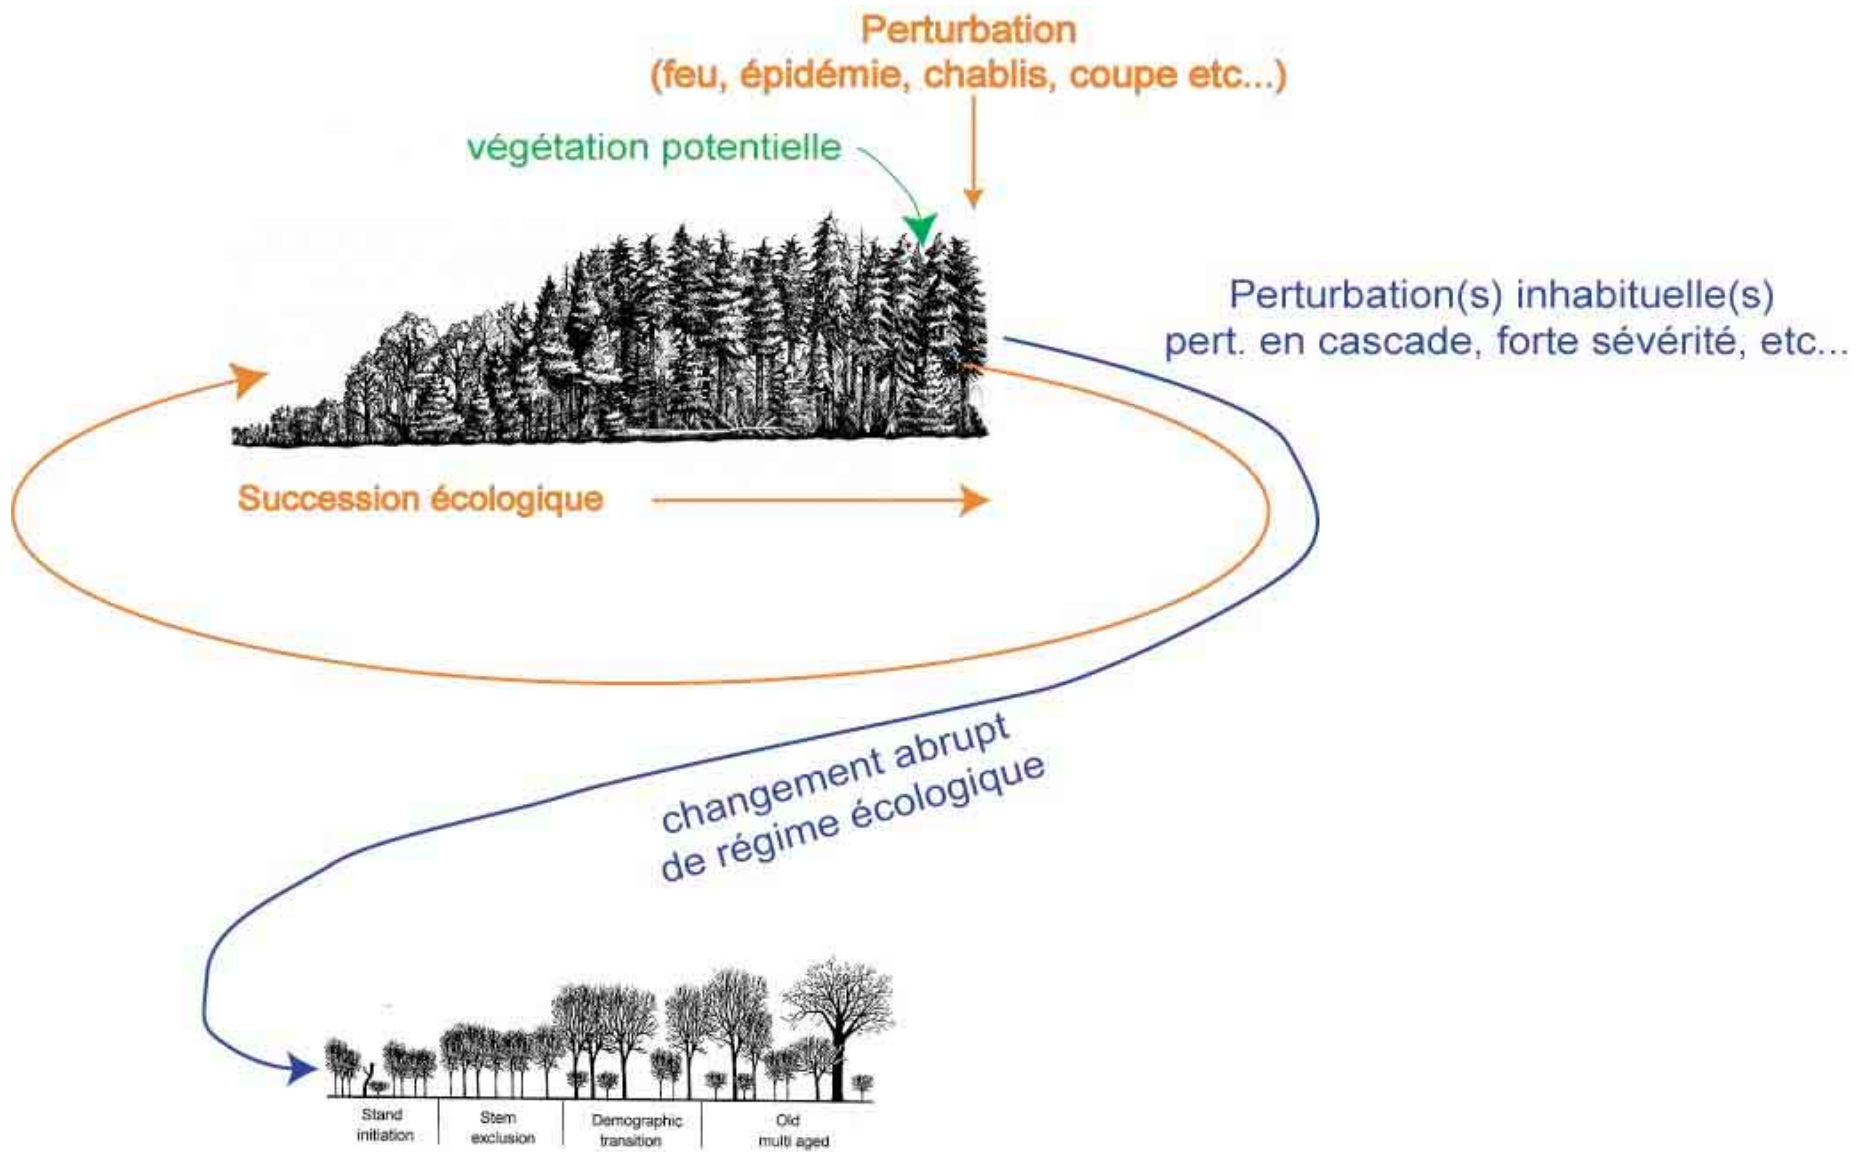 Perturbation
(feu, épidémie, chablis, coupe etc...)
végétation potentielle
Perturbation(s) inhabituelle(s)
pert. en cascade, forte sévérité, etc...
Succession écologique
changement abrupt
de régime écologique
Stand
initiation
Stem
exclusion
Demographic
transition
Old
multi aged